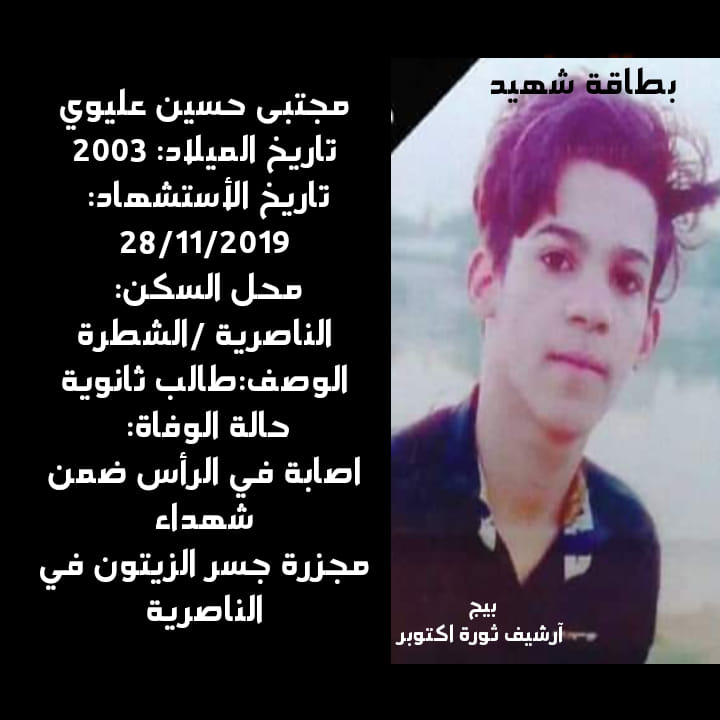 بطاقة شهيد
مجتبى حسين عليوي
تاريخ الميلاد: 2003
تاريخ الأستشهاد:
28/11/2019
محل السكن:
الناصرية /الشطرة
الوصف:طالب ثانوية
حالة الوفاة:
اصابة في الرأس ضمن
شهداء
مجزرة جسر الزيتون في
الناصرية
بيج
آرشيف ثورة اكتوبر